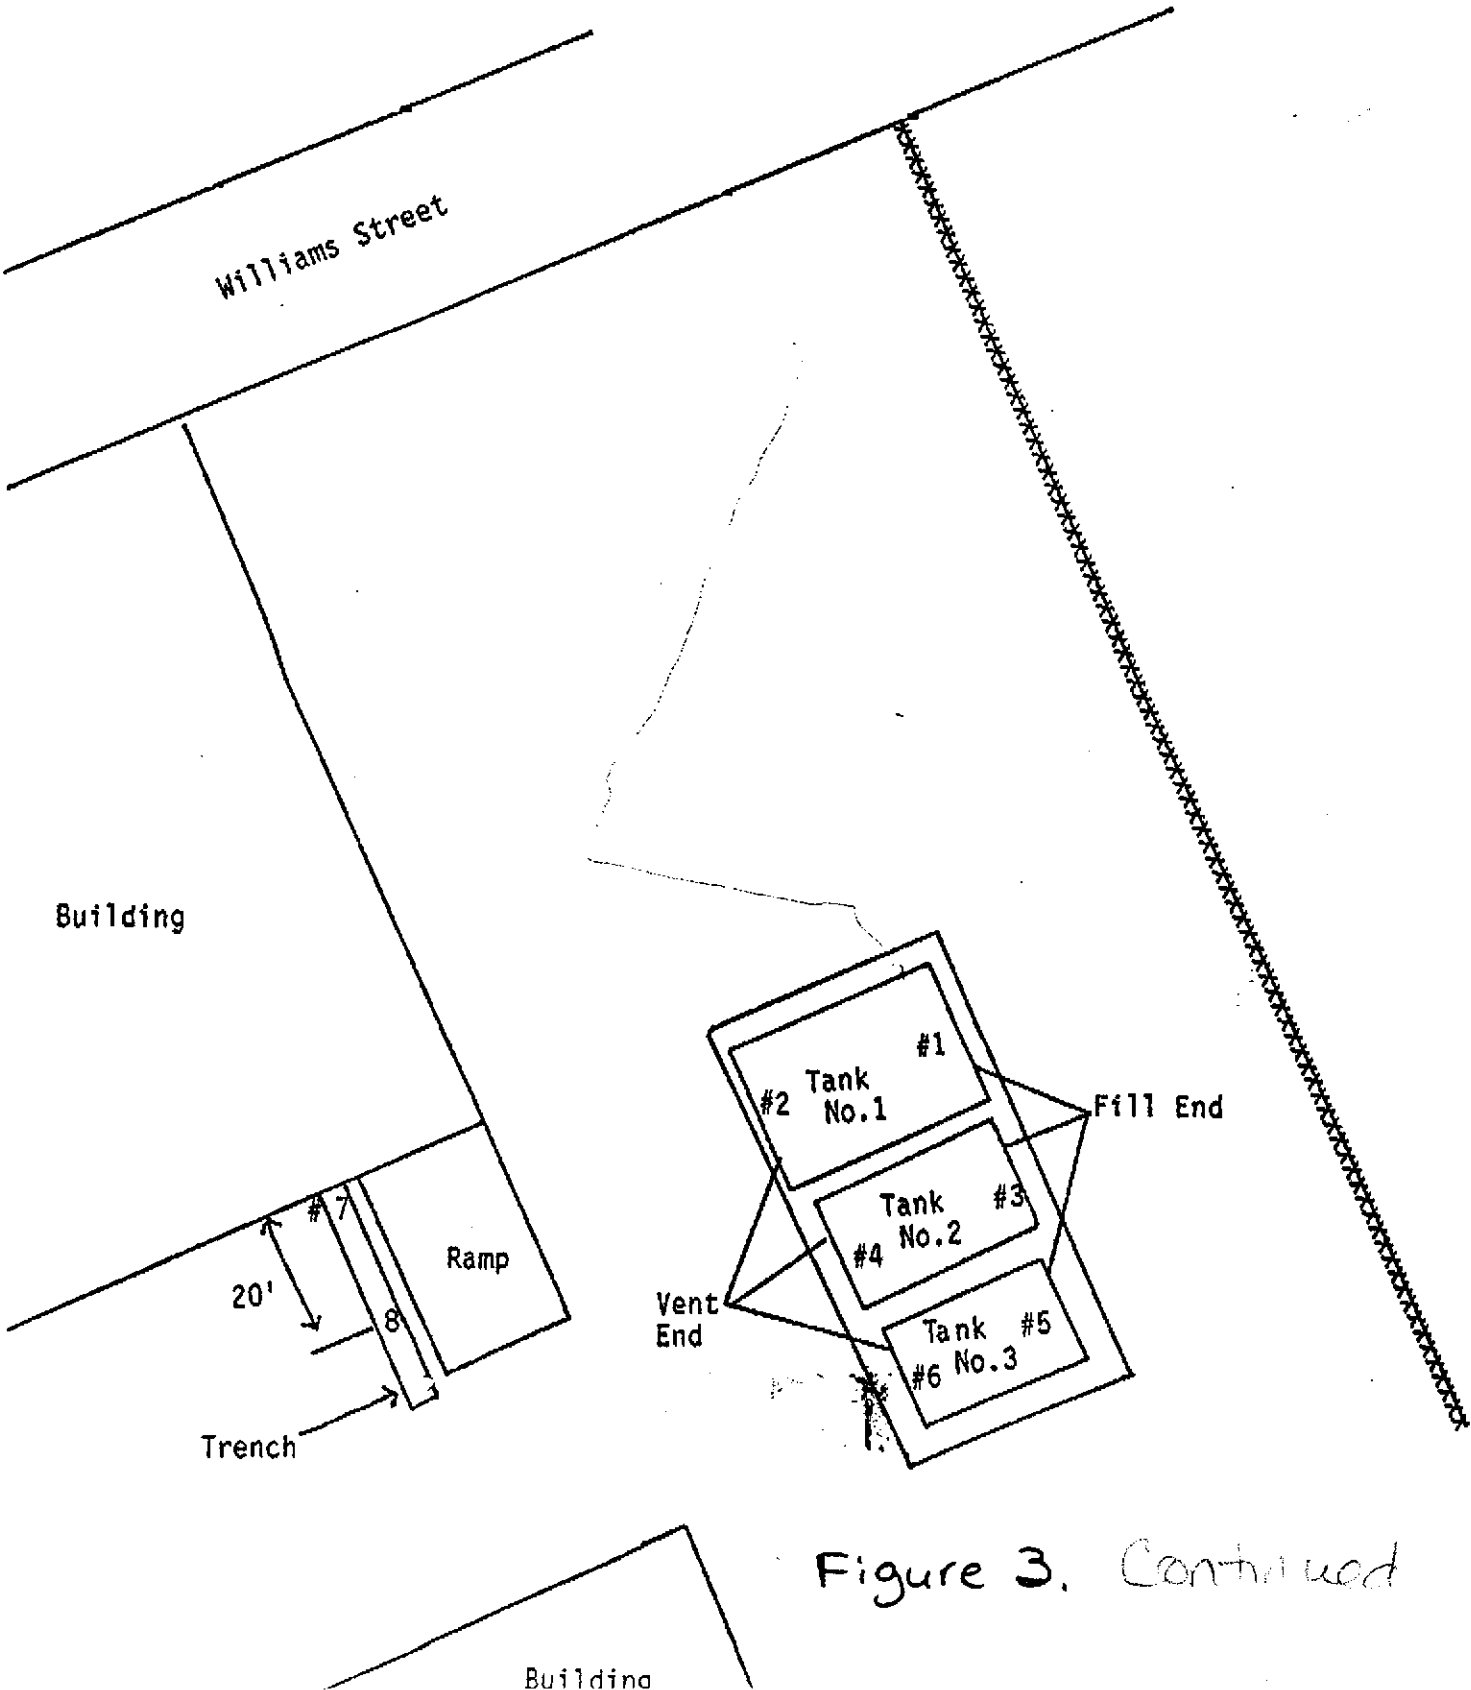 Williams Street
Building
#1
Tank
No.1
#2
Fill End
Tank
No.2
#3
#4
# 7
20'
8
Ramp
Vent
End
Tank
No.3
#5
#6
Trench
Figure 3. Continued
Building